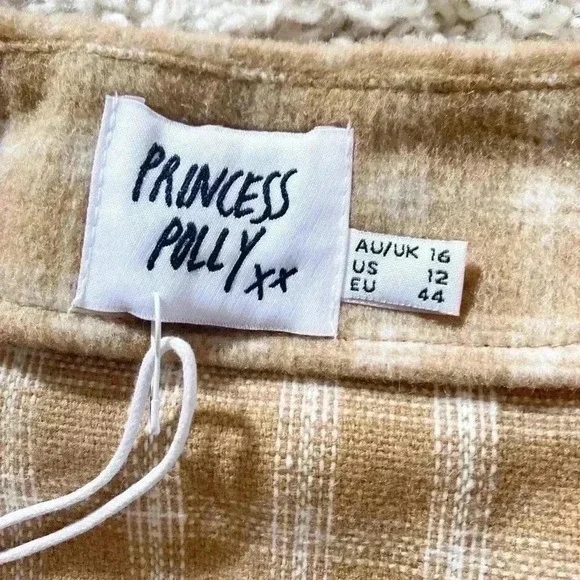 PRINCESS
POLLY xx
AU/UK 16
US 12
EU 44